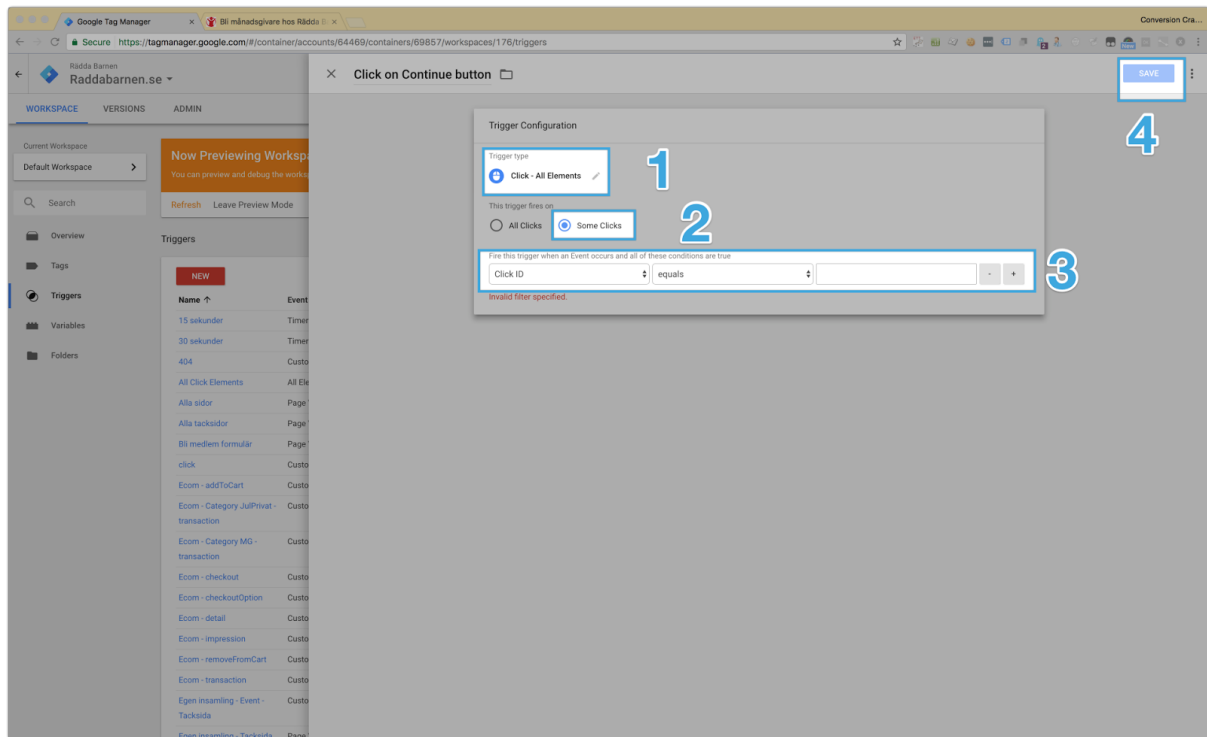 Google Tag Manager
Bli månadsgivare hos Rädda B
Conversion Cra...
Secure https://tagmanager.google.com/#/container/accounts/64469/containers/69857/workspaces/176/triggers
New
Rädda Barnen
Raddabarnen.se
Click on Continue button
SAVE
WORKSPACE VERSIONS ADMIN
4
Trigger Configuration
Current Workspace
Default Workspace
Now Previewing Worksp
You can preview and debug the works
Refresh Leave Preview Mode
Trigger type
Click - All Elements
1
This trigger fires on
All Clicks Some Clicks
2
Fire this trigger when an Event occurs and all of these conditions are true
Click ID equals - +
3
Invalid filter specified.
Search
Overview
Tags
Triggers
Variables
Folders
Triggers
NEW
Name Event
15 sekunder Timer
30 sekunder Timer
404 Custo
All Click Elements All Ele
Alla sidor Page
Alla tacksidor Page
Bli medlem formulär Page
click Custo
Ecom - addToCart Custo
Ecom - Category JulPrivat - Custo
transaction
Ecom - Category MG - Custo
transaction
Ecom - checkout Custo
Ecom - checkoutOption Custo
Ecom - detail Custo
Ecom - impression Custo
Ecom - removeFromCart Custo
Ecom - transaction Custo
Egen insamling - Event - Custo
Tacksida
Egen insamling - Tacksida Page